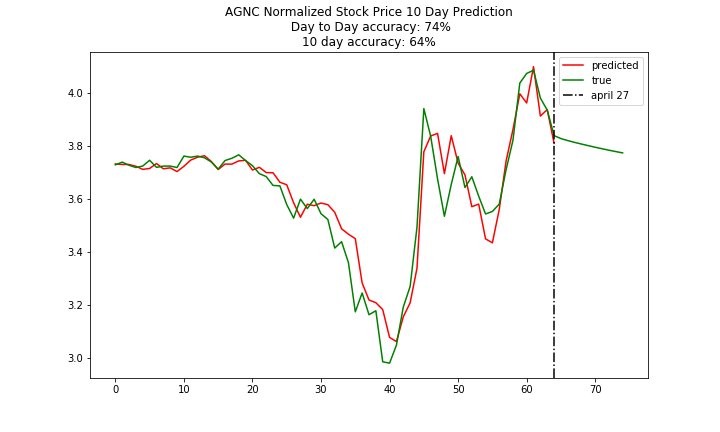 AGNC Normalized Stock Price 10 Day Prediction
Day to Day accuracy: 74%
10 day accuracy: 64%
predicted
true
april 27
4.0
3.8
3.6
3.4
3.2
3.0
0 10 20 30 40 50 60 70